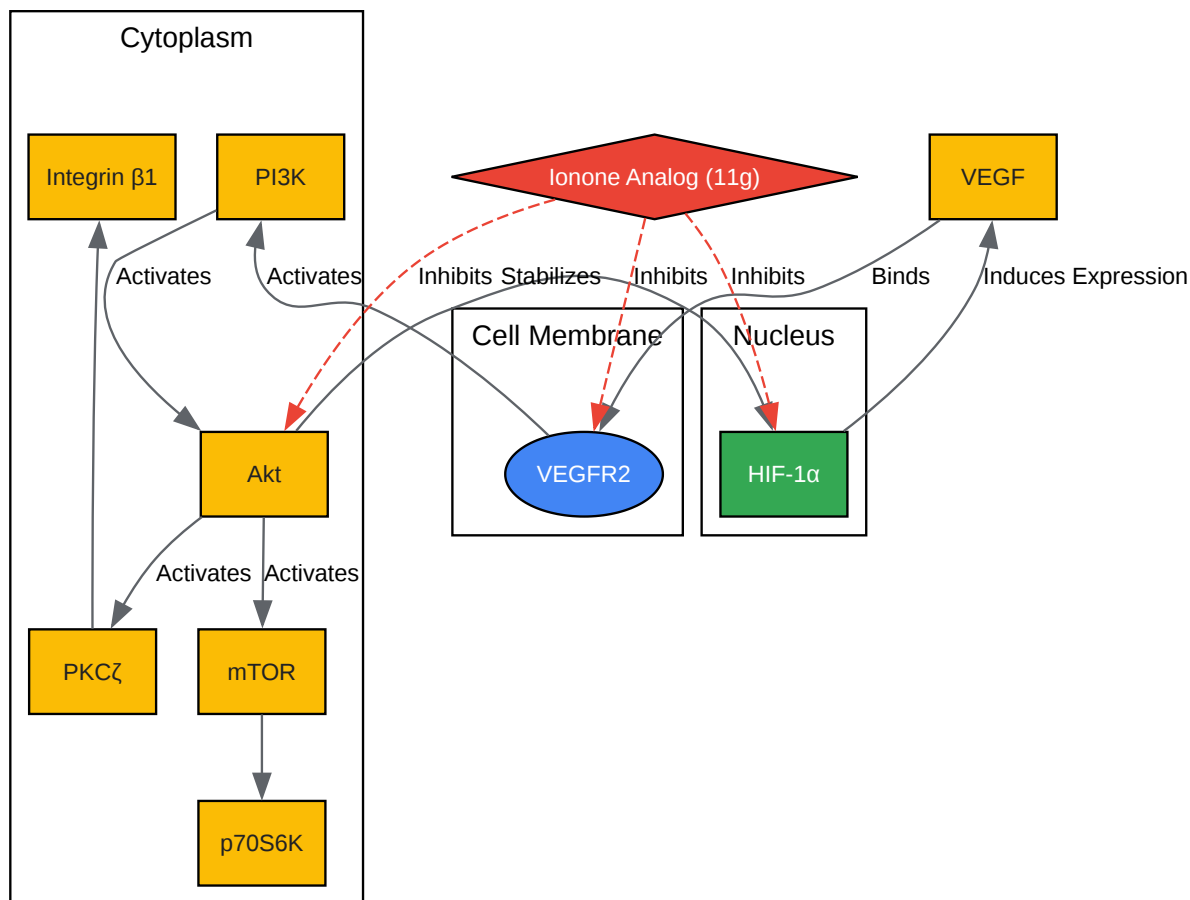 Cytoplasm
Integrin β1
PI3K
Ionone Analog (11g)
VEGF
Activates
Activates
Inhibits
Stabilizes
Inhibits
Inhibits
Binds
Induces Expression
Cell Membrane
Nucleus
Akt
VEGFR2
HIF-1α
Activates
Activates
PKCζ
mTOR
p70S6K